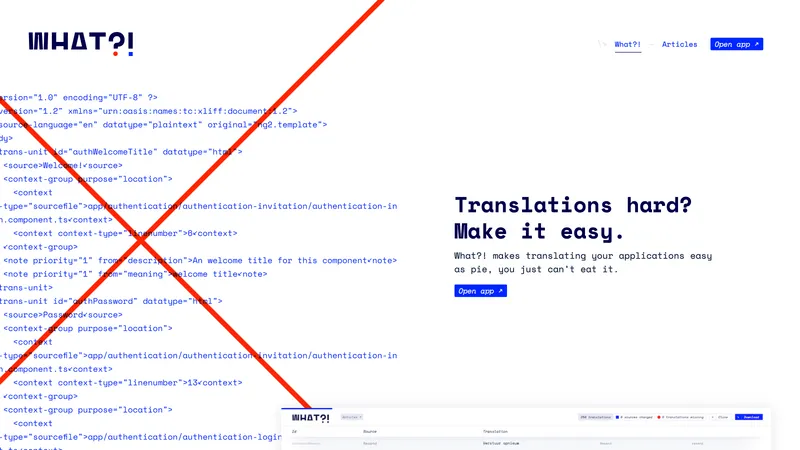 WHAT?!
What?!
Articles
Open app ↗
version="1.0" encoding="UTF-8" ?>
version="1.2" xmlns="urn:oasis:names:tc:xliff:document:1.2">
source-language="en" datatype="plaintext" original="ng2.template">
dy>
trans-unit id="authWelcomeTitle" datatype="html">
<source>Welcome!<source>
<context-group purpose="location">
<context
-type="sourcefile">app/authentication/authentication-invitation/authentication-in
n.component.ts<context>
<context context-type="linenumber">6<context>
<context-group>
<note priority="1" from="description">An welcome title for this component<note>
<note priority="1" from="meaning">welcome title<note>
trans-unit>
trans-unit id="authPassword" datatype="html">
<source>Password<source>
<context-group purpose="location">
<context
-type="sourcefile">app/authentication/authentication-invitation/authentication-in
n.component.ts<context>
<context context-type="linenumber">13<context>
<context-group>
<context-group purpose="location">
<context
-type="sourcefile">app/authentication/authentication-login
Translations hard?
Make it easy.
What?! makes translating your applications easy
as pie, you just can't eat it.
Open app ↗
WHAT?!
Id
Source
Translation